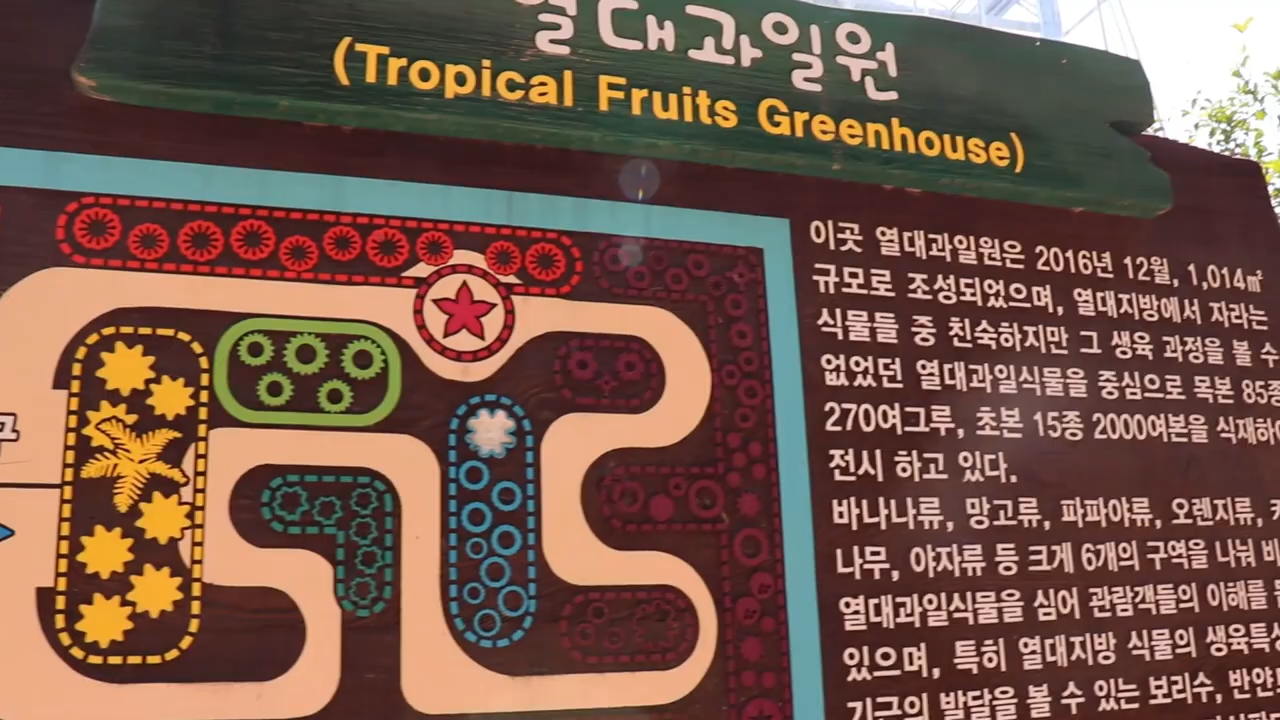 열대과일원
(Tropical Fruits Greenhouse)
이곳 열대과일원은 2016년 12월, 1,014㎡
규모로 조성되었으며, 열대지방에서 자라는
식물들 중 친숙하지만 그 생육 과정을 볼 수
없었던 열대과일식물을 중심으로 목본 85종
270여그루, 초본 15종 2000여본을 식재하
전시 하고 있다.
바나나류, 망고류, 파파야류, 오렌지류,
나무, 야자류 등 크게 6개의 구역을 나눠
열대과일식물을 심어 관람객들의 이해를
있으며, 특히 열대지방 식물의 생육특성
기근의 발달을 볼 수 있는 보리수,